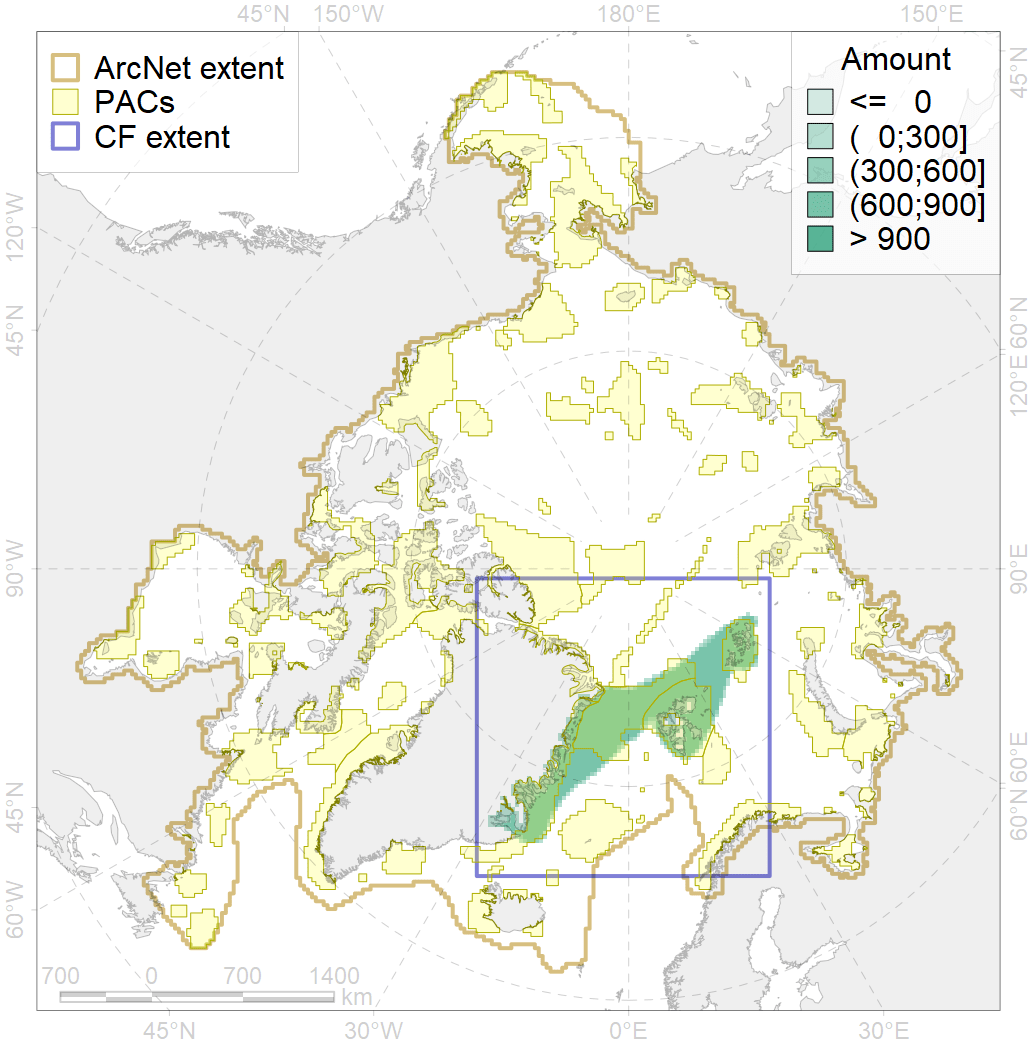 45°N 150°W 180°E 150°E
ArcNet extent
PACs
CF extent
Amount
<= 0
( 0;300]
(300;600]
(600;900]
> 900
45°N
120°W
60°N
45°N
120°E
90°W
90°E
60°E
45°N
60°N
60°W
700 0 700 1400
km
45°N 30°W 0°E 30°E